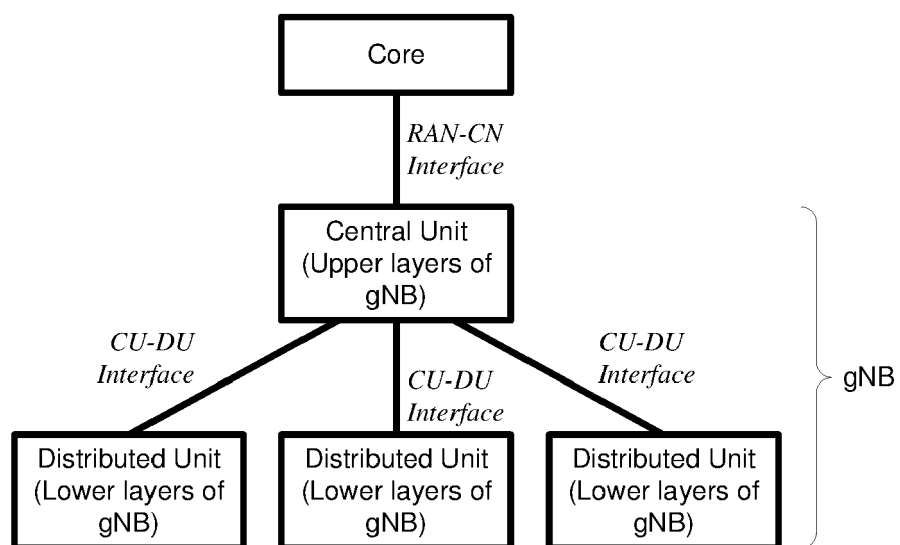 Core
RAN-CN
Interface
Central Unit
(Upper layers of
gNB)
CU-DU
Interface
CU-DU
Interface
CU-DU
Interface
gNB
Distributed Unit
(Lower layers of
gNB)
Distributed Unit
(Lower layers of
gNB)
Distributed Unit
(Lower layers of
gNB)